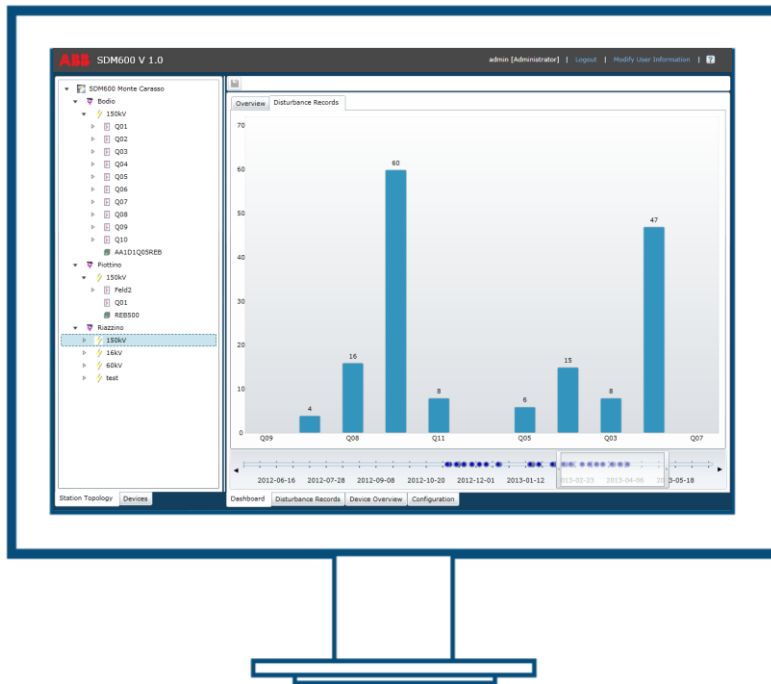 ABB SDM600 V 1.0
admin [Administrator] | Logout | Modify User Information | ?
SDM600 Monte Carasso
Bodio
150kV
Q01
Q02
Q03
Q04
Q05
Q06
Q07
Q08
Q09
Q10
AA1D1Q05REB
Piottino
150kV
Feld2
Q01
REB500
Riazzino
150kV
16kV
60kV
test
Station Topology Devices
Overview Disturbance Records
70
60
50
40
30
20
10
0
4
16
60
8
6
15
8
47
Q09 Q08 Q11 Q05 Q03 Q07
2012-06-16 2012-07-28 2012-09-08 2012-10-20 2012-12-01 2013-01-12 2013-02-23 2013-04-06 2013-05-18
Dashboard Disturbance Records Device Overview Configuration